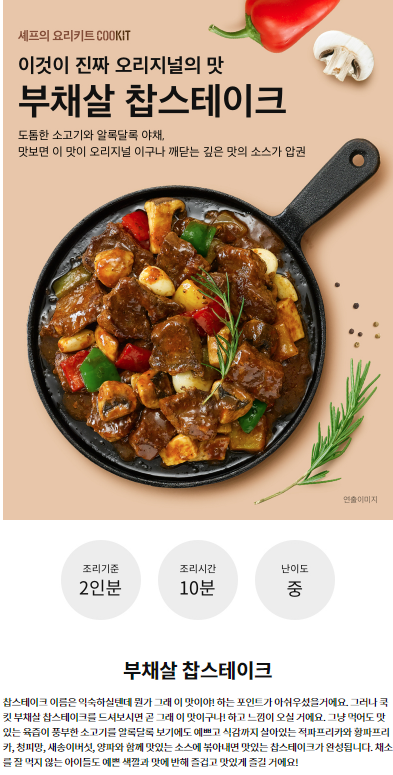 셰프의 요리키트 COOKIT
이것이 진짜 오리지널의 맛
부채살 찹스테이크
도톰한 소고기와 알록달록 야채,
맛보면 이 맛이 오리지널 이구나 깨닫는 깊은 맛의 소스가 압권
연출이미지
조리기준
2인분
조리시간
10분
난이도
중
부채살 찹스테이크
찹스테이크 이름은 익숙하실텐데 뭔가 그래 이 맛이야! 하는 포인트가 아쉬우셨을거에요. 그러나 쿡
킷 부채살 찹스테이크를 드셔보시면 곧 그래 이 맛이구나! 하고 느낌이 오실 거에요. 그냥 먹어도 맛
있는 육즙이 풍부한 소고기를 알록달록 보기에도 예쁘고 식감까지 살아있는 적파프리카와 황파프리
카, 청피망, 새송이버섯, 양파와 함께 맛있는 소스에 볶아내면 맛있는 찹스테이크가 완성됩니다. 채소
를 잘 먹지 않는 아이들도 예쁜 색깔과 맛에 반해 즐겁고 맛있게 즐길 거에요!